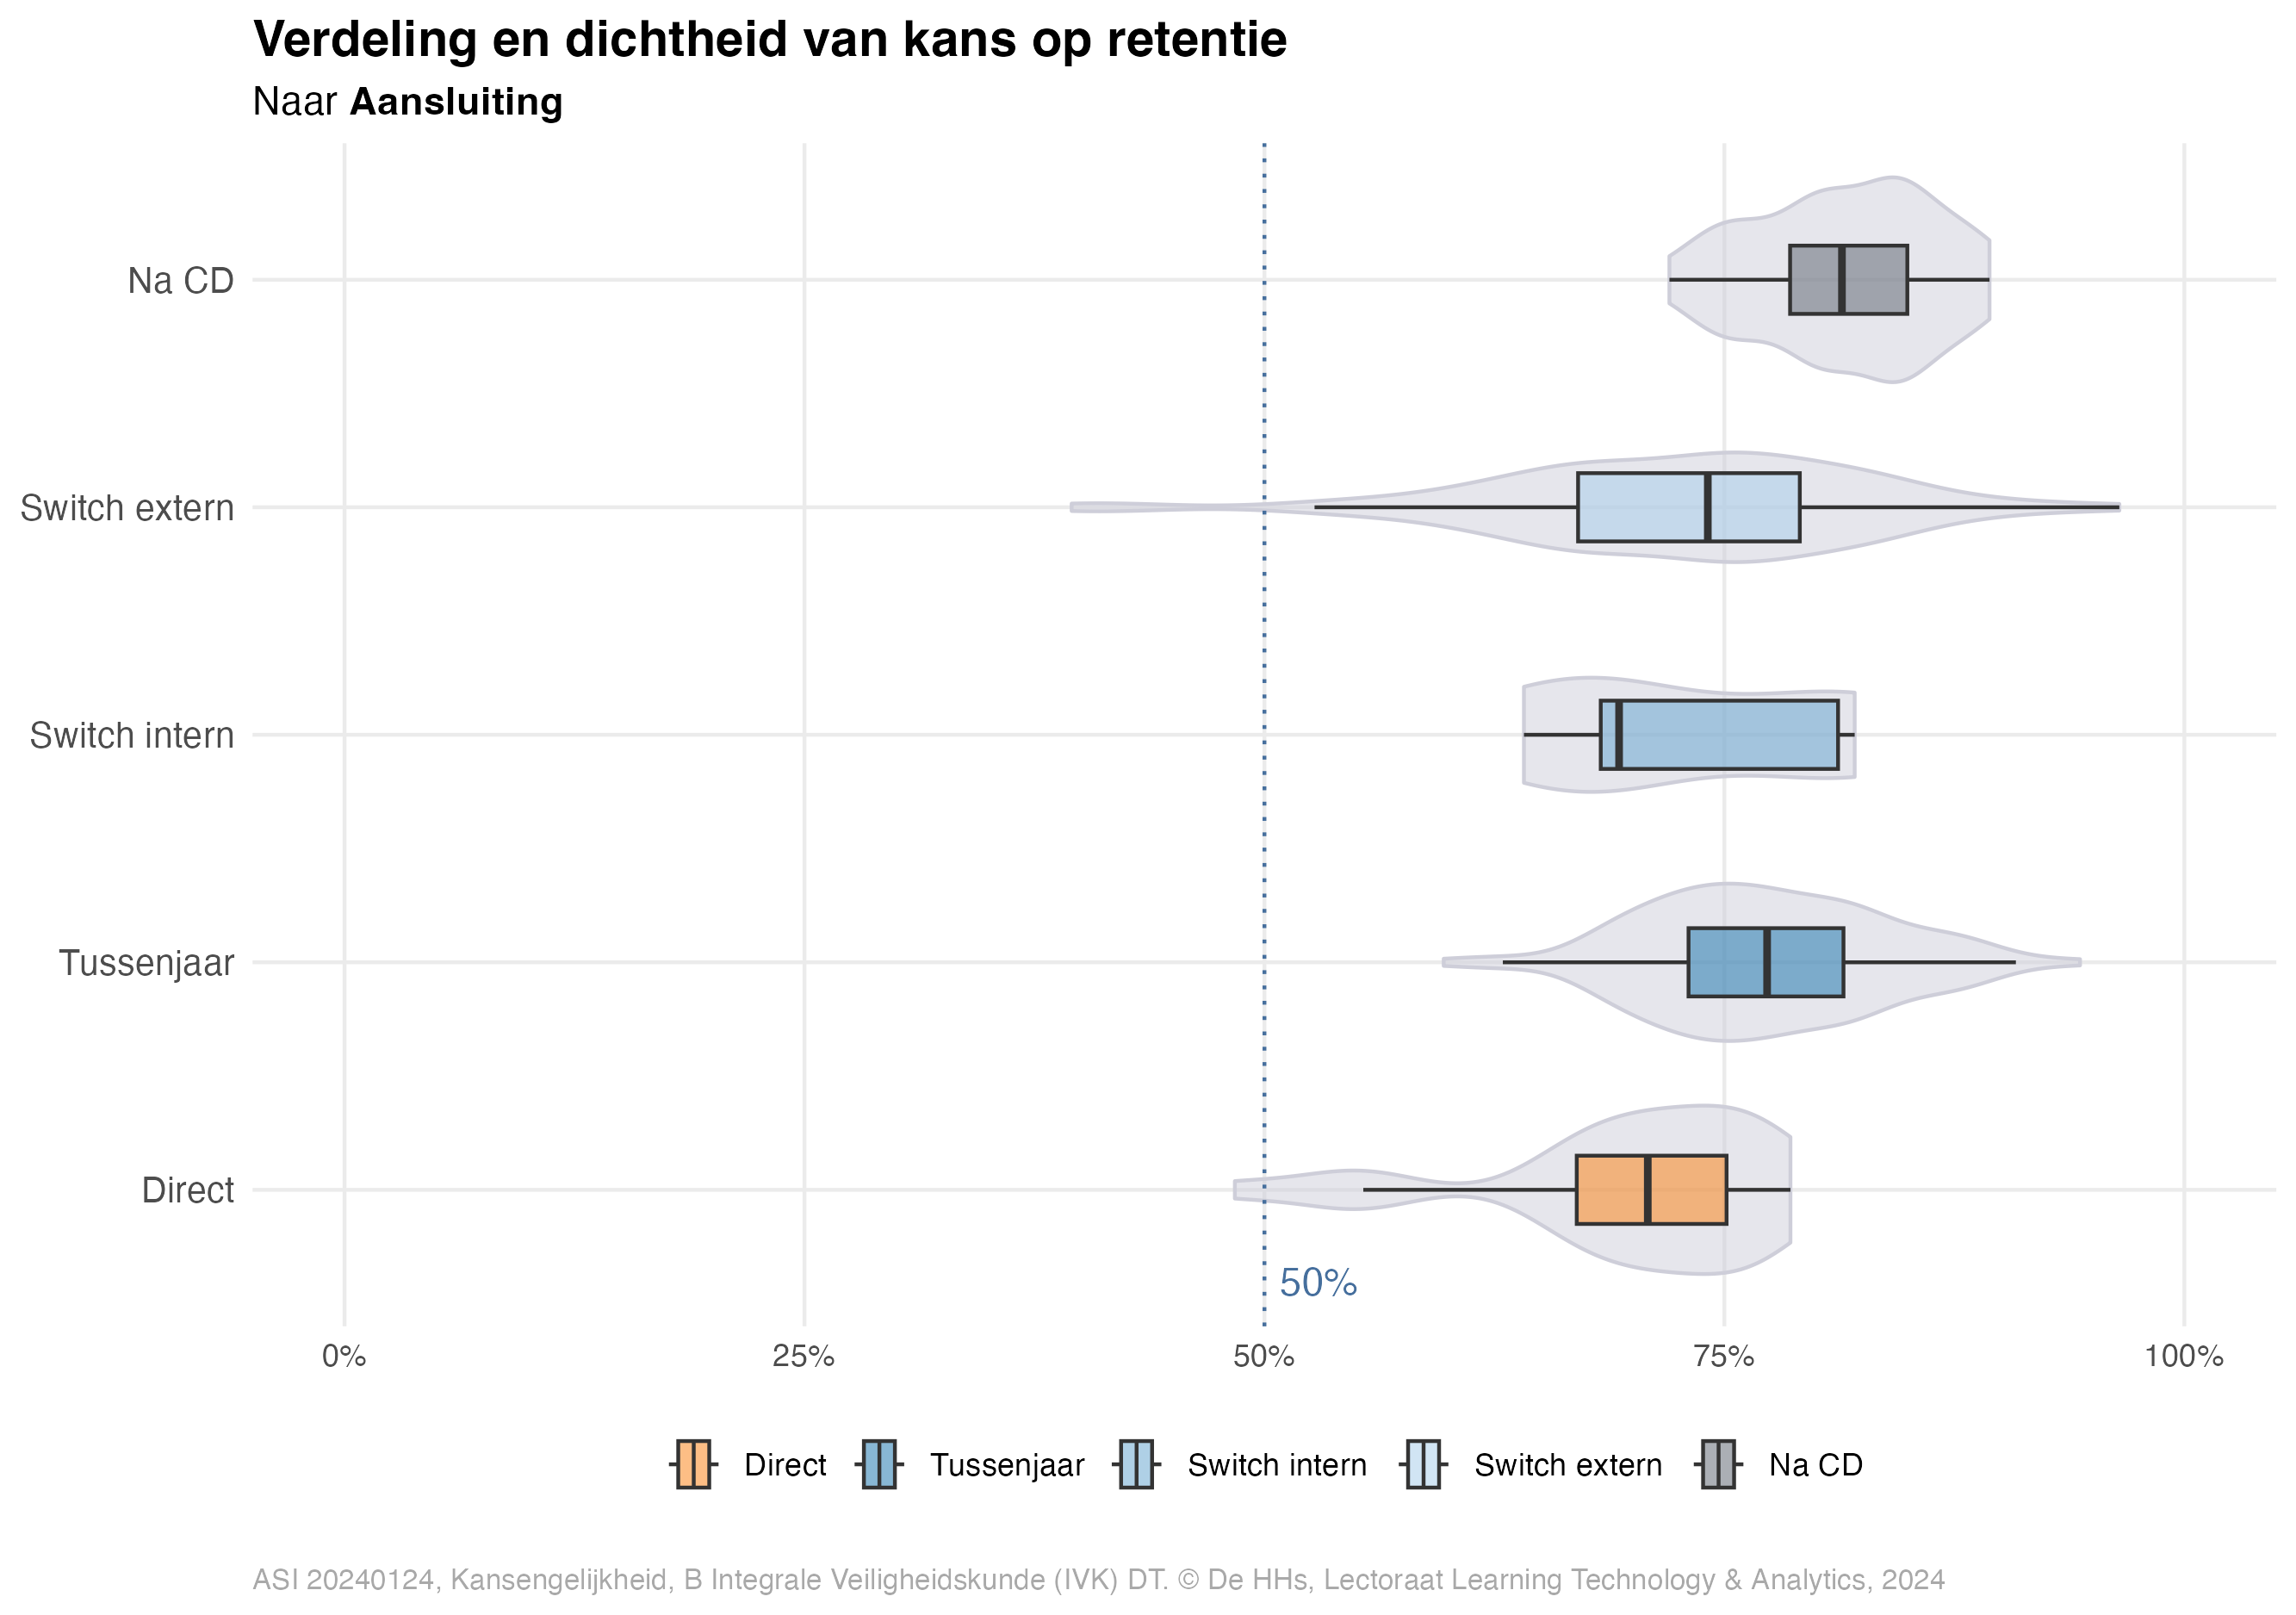 Verdeling en dichtheid van kans op retentie
Naar Aansluiting
Na CD
Switch extern
Switch intern
Tussenjaar
Direct
50%
0% 25% 50% 75% 100%
Direct Tussenjaar Switch intern Switch extern Na CD
ASI 20240124, Kansengelijkheid, B Integrale Veiligheidskunde (IVK) DT. © De HHs, Lectoraat Learning Technology & Analytics, 2024